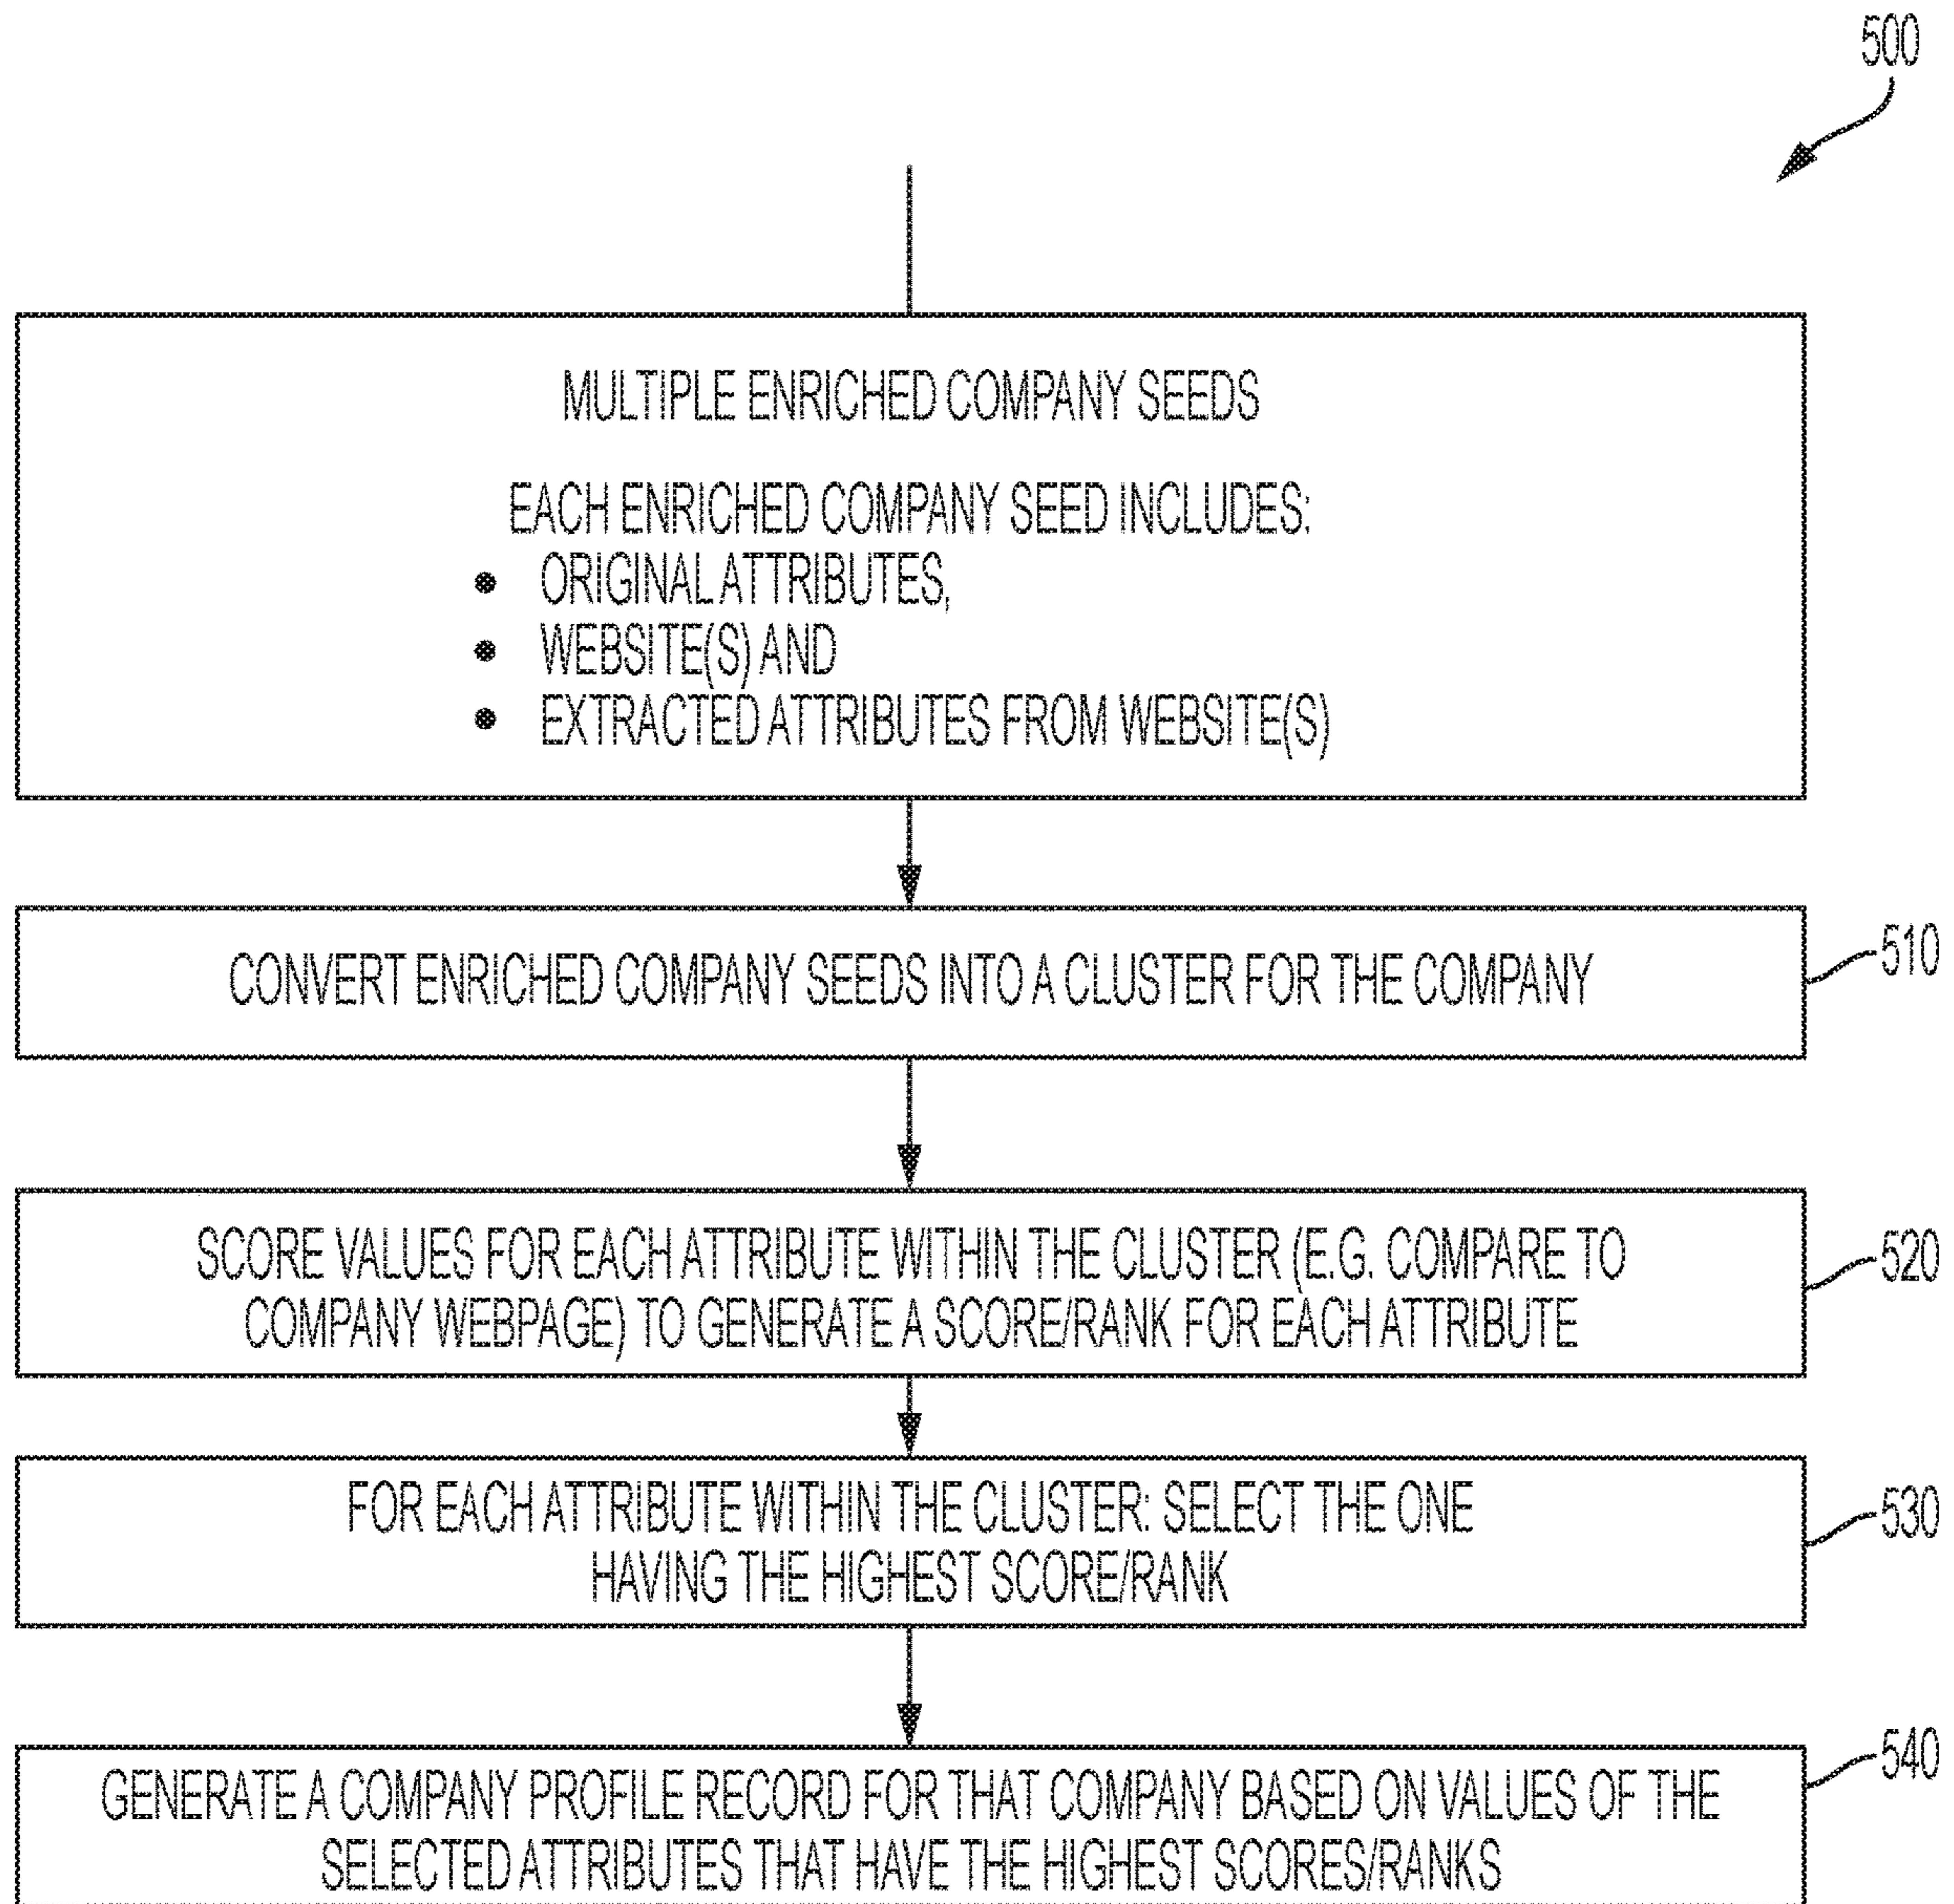 500
MULTIPLE ENRICHED COMPANY SEEDS
EACH ENRICHED COMPANY SEED INCLUDES:
• ORIGINAL ATTRIBUTES,
• WEBSITE(S) AND
• EXTRACTED ATTRIBUTES FROM WEBSITE(S)
CONVERT ENRICHED COMPANY SEEDS INTO A CLUSTER FOR THE COMPANY
510
SCORE VALUES FOR EACH ATTRIBUTE WITHIN THE CLUSTER (E.G. COMPARE TO
COMPANY WEBPAGE) TO GENERATE A SCORE/RANK FOR EACH ATTRIBUTE
520
FOR EACH ATTRIBUTE WITHIN THE CLUSTER: SELECT THE ONE
HAVING THE HIGHEST SCORE/RANK
530
GENERATE A COMPANY PROFILE RECORD FOR THAT COMPANY BASED ON VALUES OF THE
SELECTED ATTRIBUTES THAT HAVE THE HIGHEST SCORES/RANKS
540